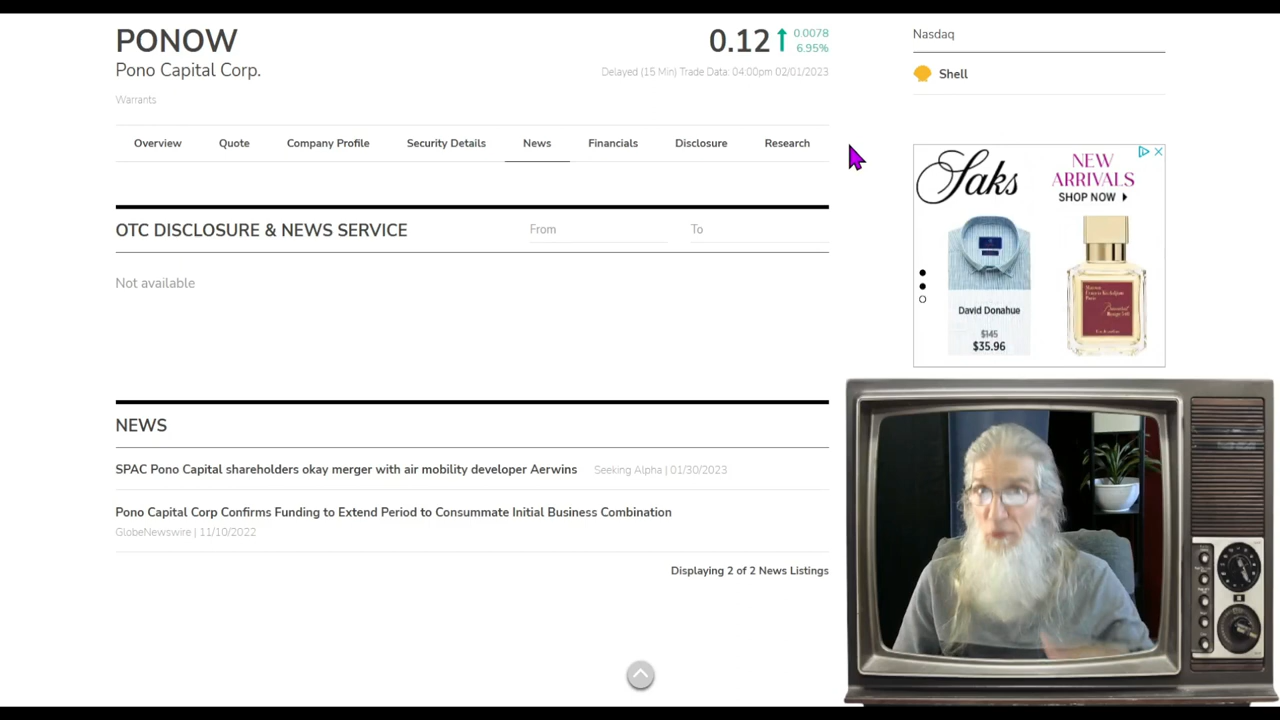 PONOW
0.12
0.0078
6.95%
Pono Capital Corp.
Delayed (15 Min) Trade Data: 04:00pm 02/01/2023
Warrants
Overview
Quote
Company Profile
Security Details
News
Financials
Disclosure
Research
OTC DISCLOSURE & NEWS SERVICE
From
To
Not available
NEWS
SPAC Pono Capital shareholders okay merger with air mobility developer Aerwins Seeking Alpha | 01/30/2023
Pono Capital Corp Confirms Funding to Extend Period to Consummate Initial Business Combination
GlobeNewswire | 11/10/2022
Displaying 2 of 2 News Listings
Nasdaq
Shell
Saks
NEW
ARRIVALS
SHOP NOW
David Donahue
$145
$35.96